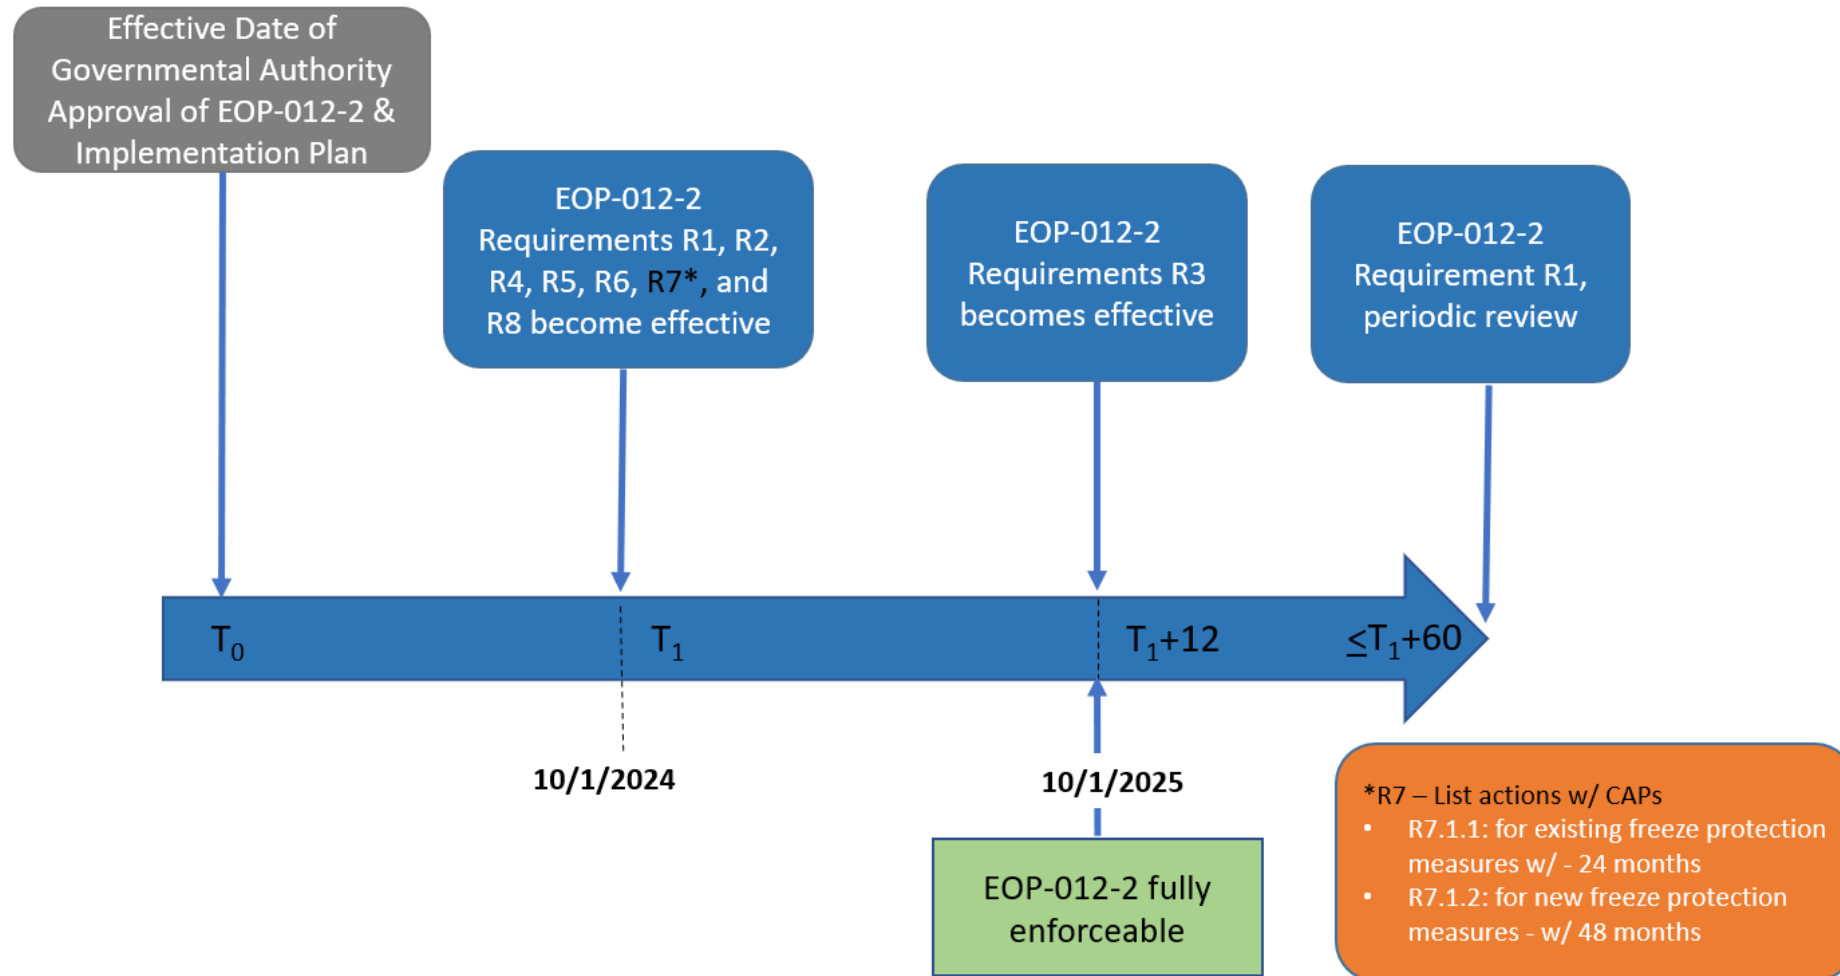 Effective Date of
Governmental Authority
Approval of EOP-012-2 &
Implementation Plan
EOP-012-2
Requirements R1, R2,
R4, R5, R6, R7*, and
R8 become effective
EOP-012-2
Requirements R3
becomes effective
EOP-012-2
Requirement R1,
periodic review
T₀
T₁
T₁+12
≤T₁+60
10/1/2024
10/1/2025
EOP-012-2 fully
enforceable
*R7 – List actions w/ CAPs
• R7.1.1: for existing freeze protection
measures w/ - 24 months
• R7.1.2: for new freeze protection
measures - w/ 48 months